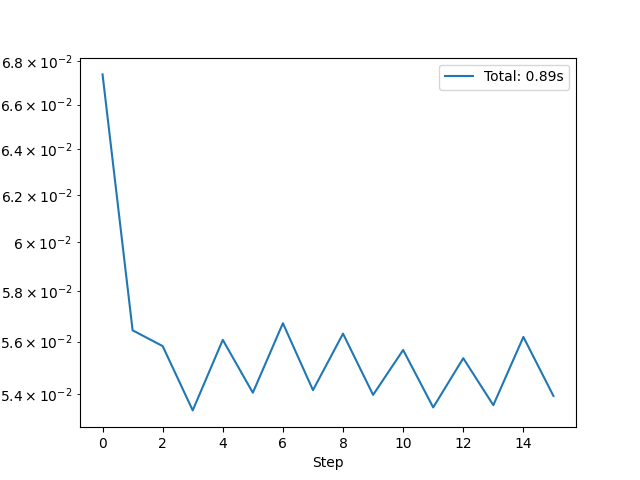 6.8 × 10⁻²
6.6 × 10⁻²
6.4 × 10⁻²
6.2 × 10⁻²
6 × 10⁻²
5.8 × 10⁻²
5.6 × 10⁻²
5.4 × 10⁻²
Total: 0.89s
0 2 4 6 8 10 12 14
Step